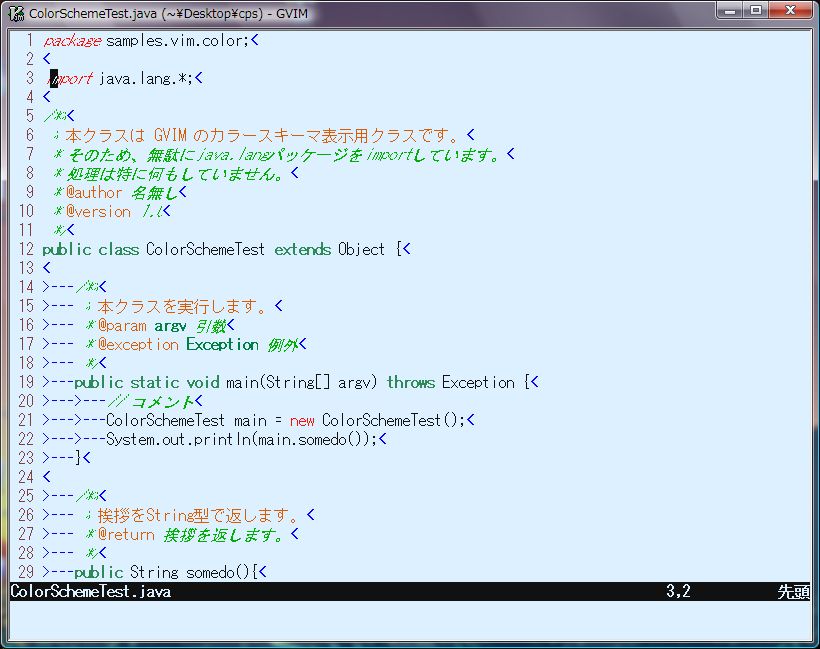 ColorSchemeTest.java (~¥Desktop¥cps) - GVIM
1 package samples.vim.color;<
2 <
3 import java.lang.*;<
4 <
5 /**<
6 * 本クラスは GVIM のカラースキーマ表示用クラスです。<
7 * そのため、無駄にjava.langパッケージをimportしています。<
8 * 処理は特に何もしていません。<
9 * @author 名無し<
10 * @version 1.0<
11 */<
12 public class ColorSchemeTest extends Object {<
13 <
14 >---/**<
15 >--- * 本クラスを実行します。<
16 >--- * @param argv 引数<
17 >--- * @exception Exception 例外<
18 >--- */<
19 >---public static void main(String[] argv) throws Exception {<
20 >--->---// コメント<
21 >--->---ColorSchemeTest main = new ColorSchemeTest();<
22 >--->---System.out.println(main.somedo());<
23 >---}<
24 <
25 >---/**<
26 >--- * 挨拶をString型で返します。<
27 >--- * @return 挨拶を返します。<
28 >--- */<
29 >---public String somedo(){<
ColorSchemeTest.java 3,2 先頭